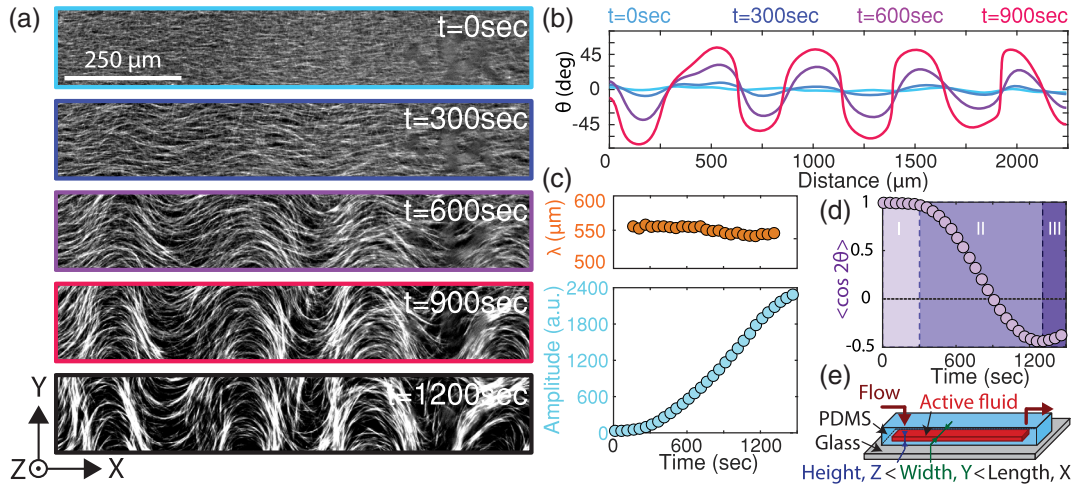 (a)
t=0sec
250 µm
t=300sec
t=600sec
t=900sec
t=1200sec
Y
Z
X
(b)
t=0sec t=300sec t=600sec t=900sec
θ (deg)
45
0
-45
0 500 1000 1500 2000
Distance (µm)
(c)
λ (µm)
600
550
500
Amplitude (a.u.)
2400
1800
1200
600
0
0 600 1200
Time (sec)
(d)
<cos 2θ>
1
0.5
0
-0.5
I II III
0 600 1200
Time (sec)
(e)
Flow
Active fluid
PDMS
Glass
Height, Z < Width, Y < Length, X